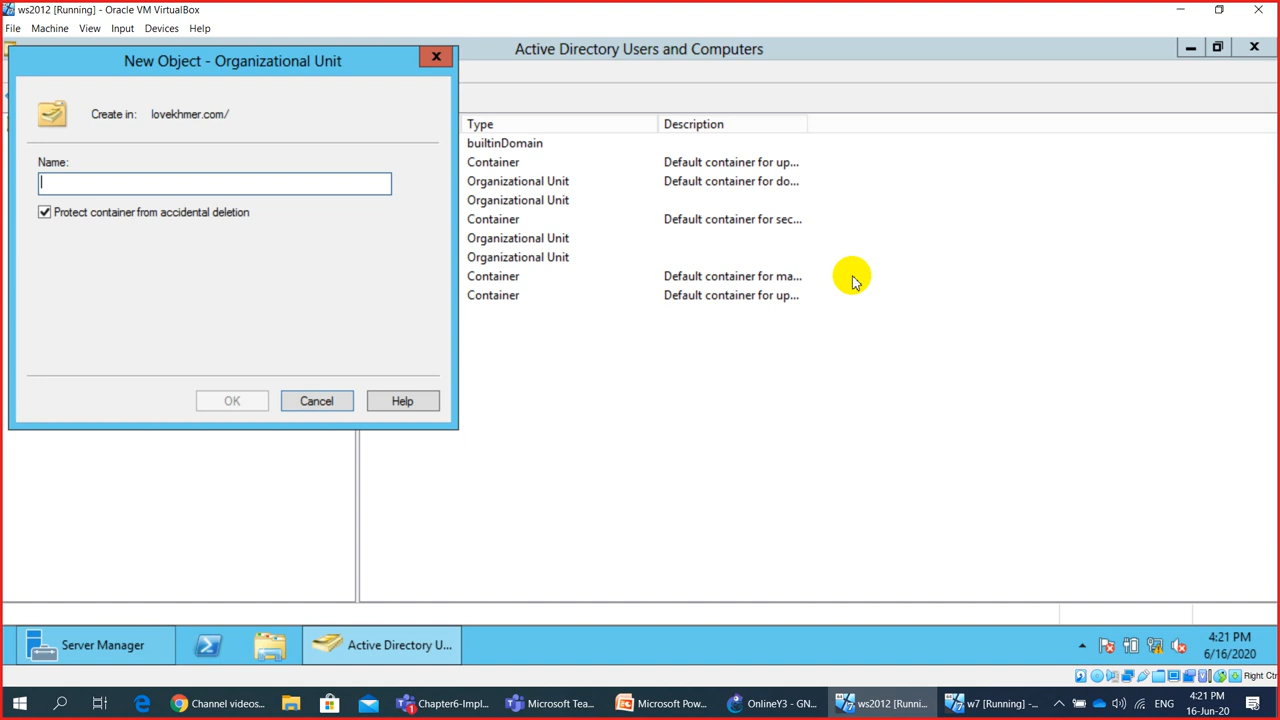 ws2012 [Running] - Oracle VM VirtualBox
File Machine View Input Devices Help
Active Directory Users and Computers
New Object - Organizational Unit
Create in: lovekhmer.com/
Name:
Protect container from accidental deletion
OK Cancel Help
Type Description
builtinDomain
Container Default container for up...
Organizational Unit Default container for do...
Organizational Unit
Container Default container for sec...
Organizational Unit
Organizational Unit
Container Default container for ma...
Container Default container for up...
Server Manager
Active Directory U...
4:21 PM
6/16/2020
Right Ctr
Channel videos...
Chapter6-Impl...
Microsoft Tea...
Microsoft Pow...
OnlineY3 - GN...
ws2012 [Runni...
w7 [Running] -...
ENG
4:21 PM
16-Jun-20